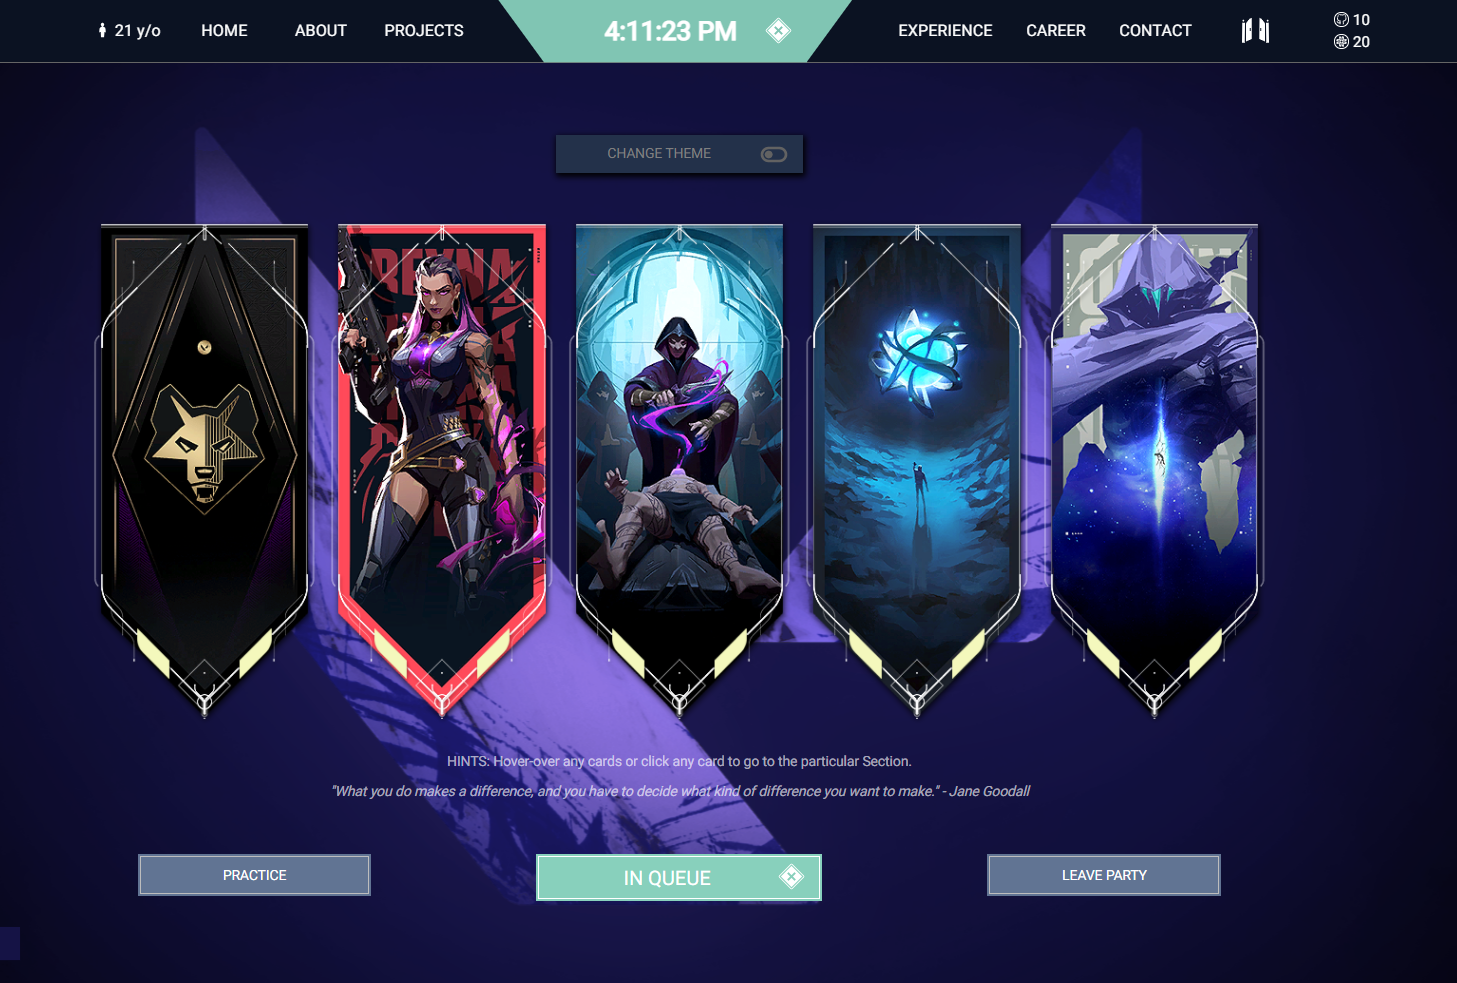 21 y/o
HOME
ABOUT
PROJECTS
4:11:23 PM
EXPERIENCE
CAREER
CONTACT
10
20
CHANGE THEME
REYNA
HINTS: Hover-over any cards or click any card to go to the particular Section.
"What you do makes a difference, and you have to decide what kind of difference you want to make." - Jane Goodall
PRACTICE
IN QUEUE
LEAVE PARTY